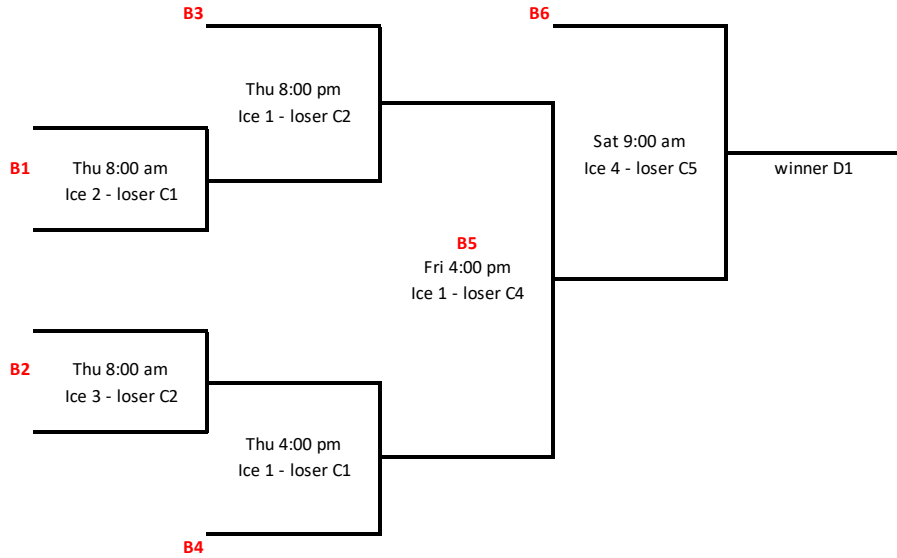 B3
B6
Thu 8:00 pm
Ice 1 - loser C2
Sat 9:00 am
Ice 4 - loser C5
B1
Thu 8:00 am
Ice 2 - loser C1
winner D1
B5
Fri 4:00 pm
Ice 1 - loser C4
B2
Thu 8:00 am
Ice 3 - loser C2
Thu 4:00 pm
Ice 1 - loser C1
B4